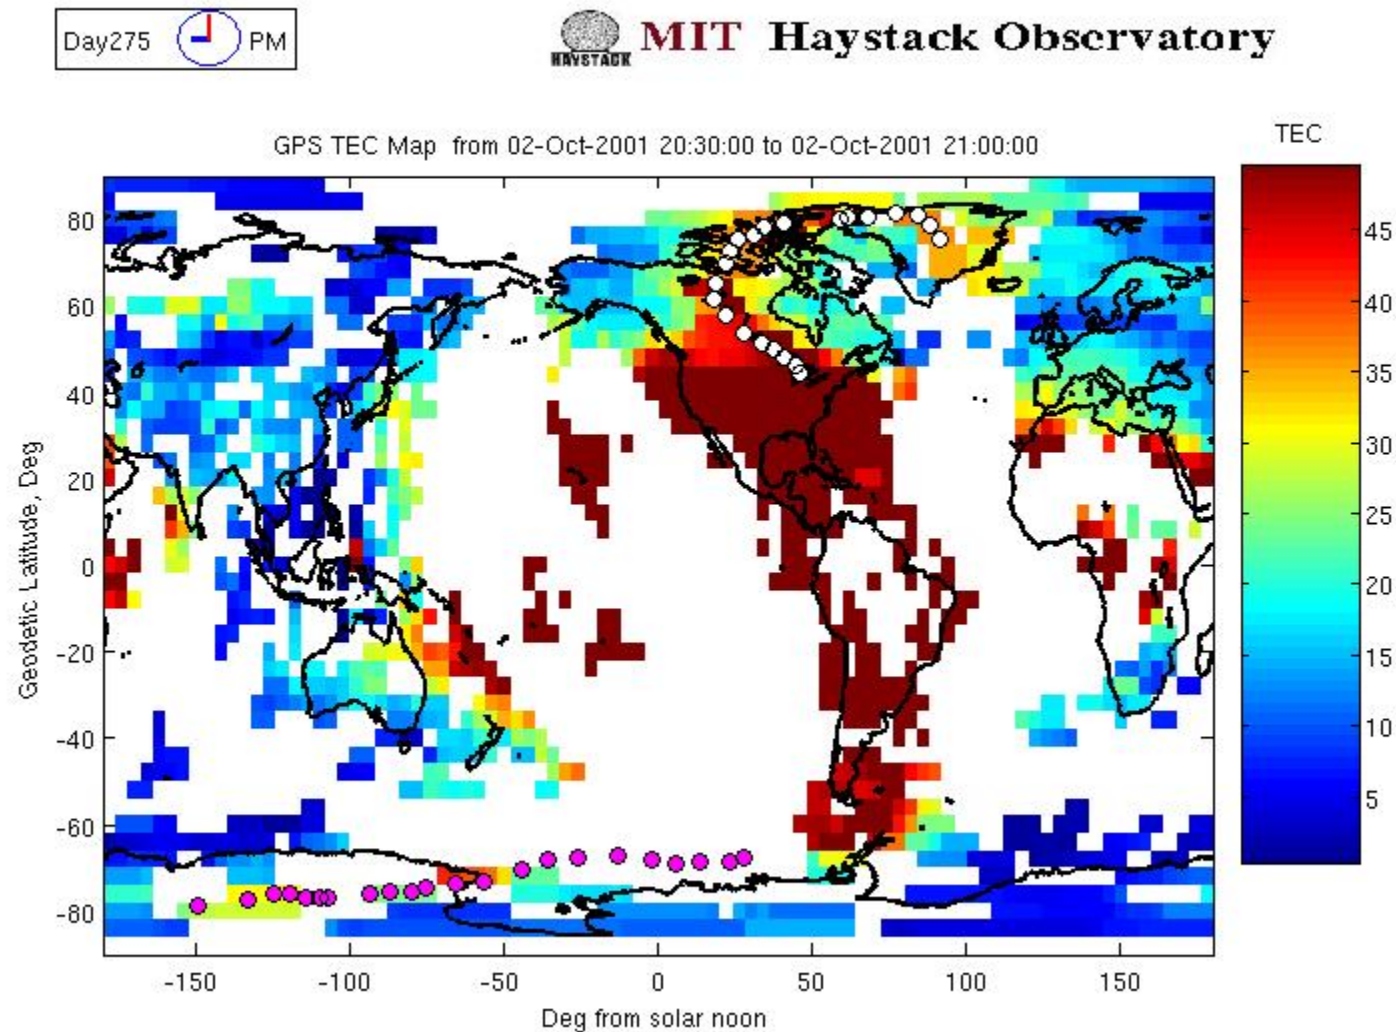 Day275 PM
HAYSTACK
MIT Haystack Observatory
GPS TEC Map from 02-Oct-2001 20:30:00 to 02-Oct-2001 21:00:00
TEC
80
60
40
20
0
-20
-40
-60
-80
Geodetic Latitude, Deg
-150 -100 -50 0 50 100 150
Deg from solar noon
45
40
35
30
25
20
15
10
5